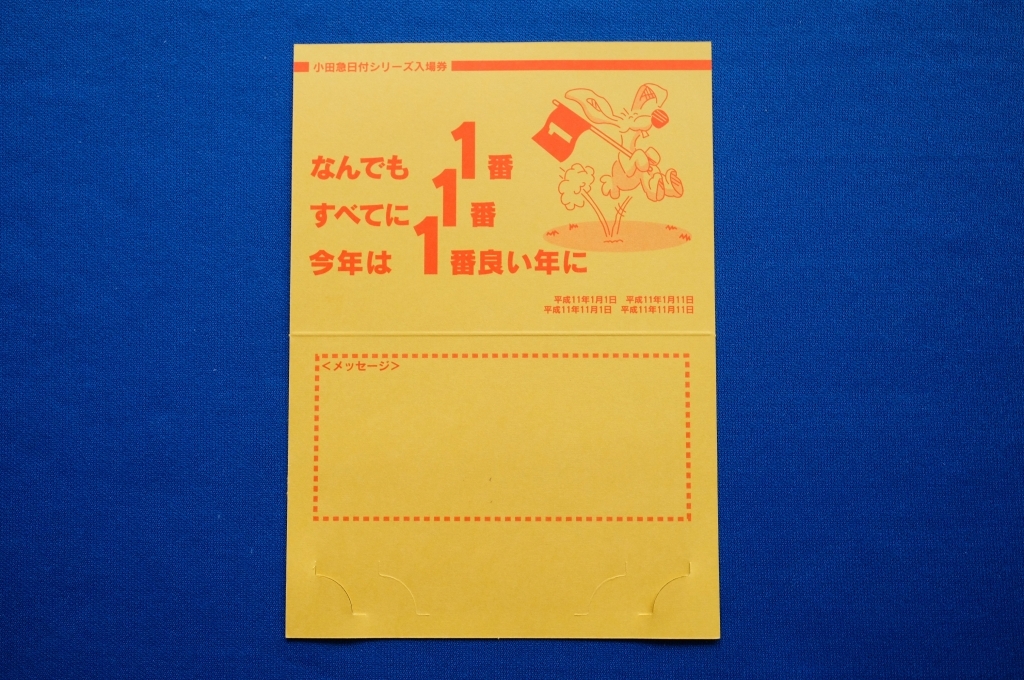 小田急日付シリーズ入場券
1
なんでも 1番
すべてに 1番
今年は 1番良い年に
平成11年1月1日 平成11年1月11日
平成11年11月1日 平成11年11月11日
<メッセージ>